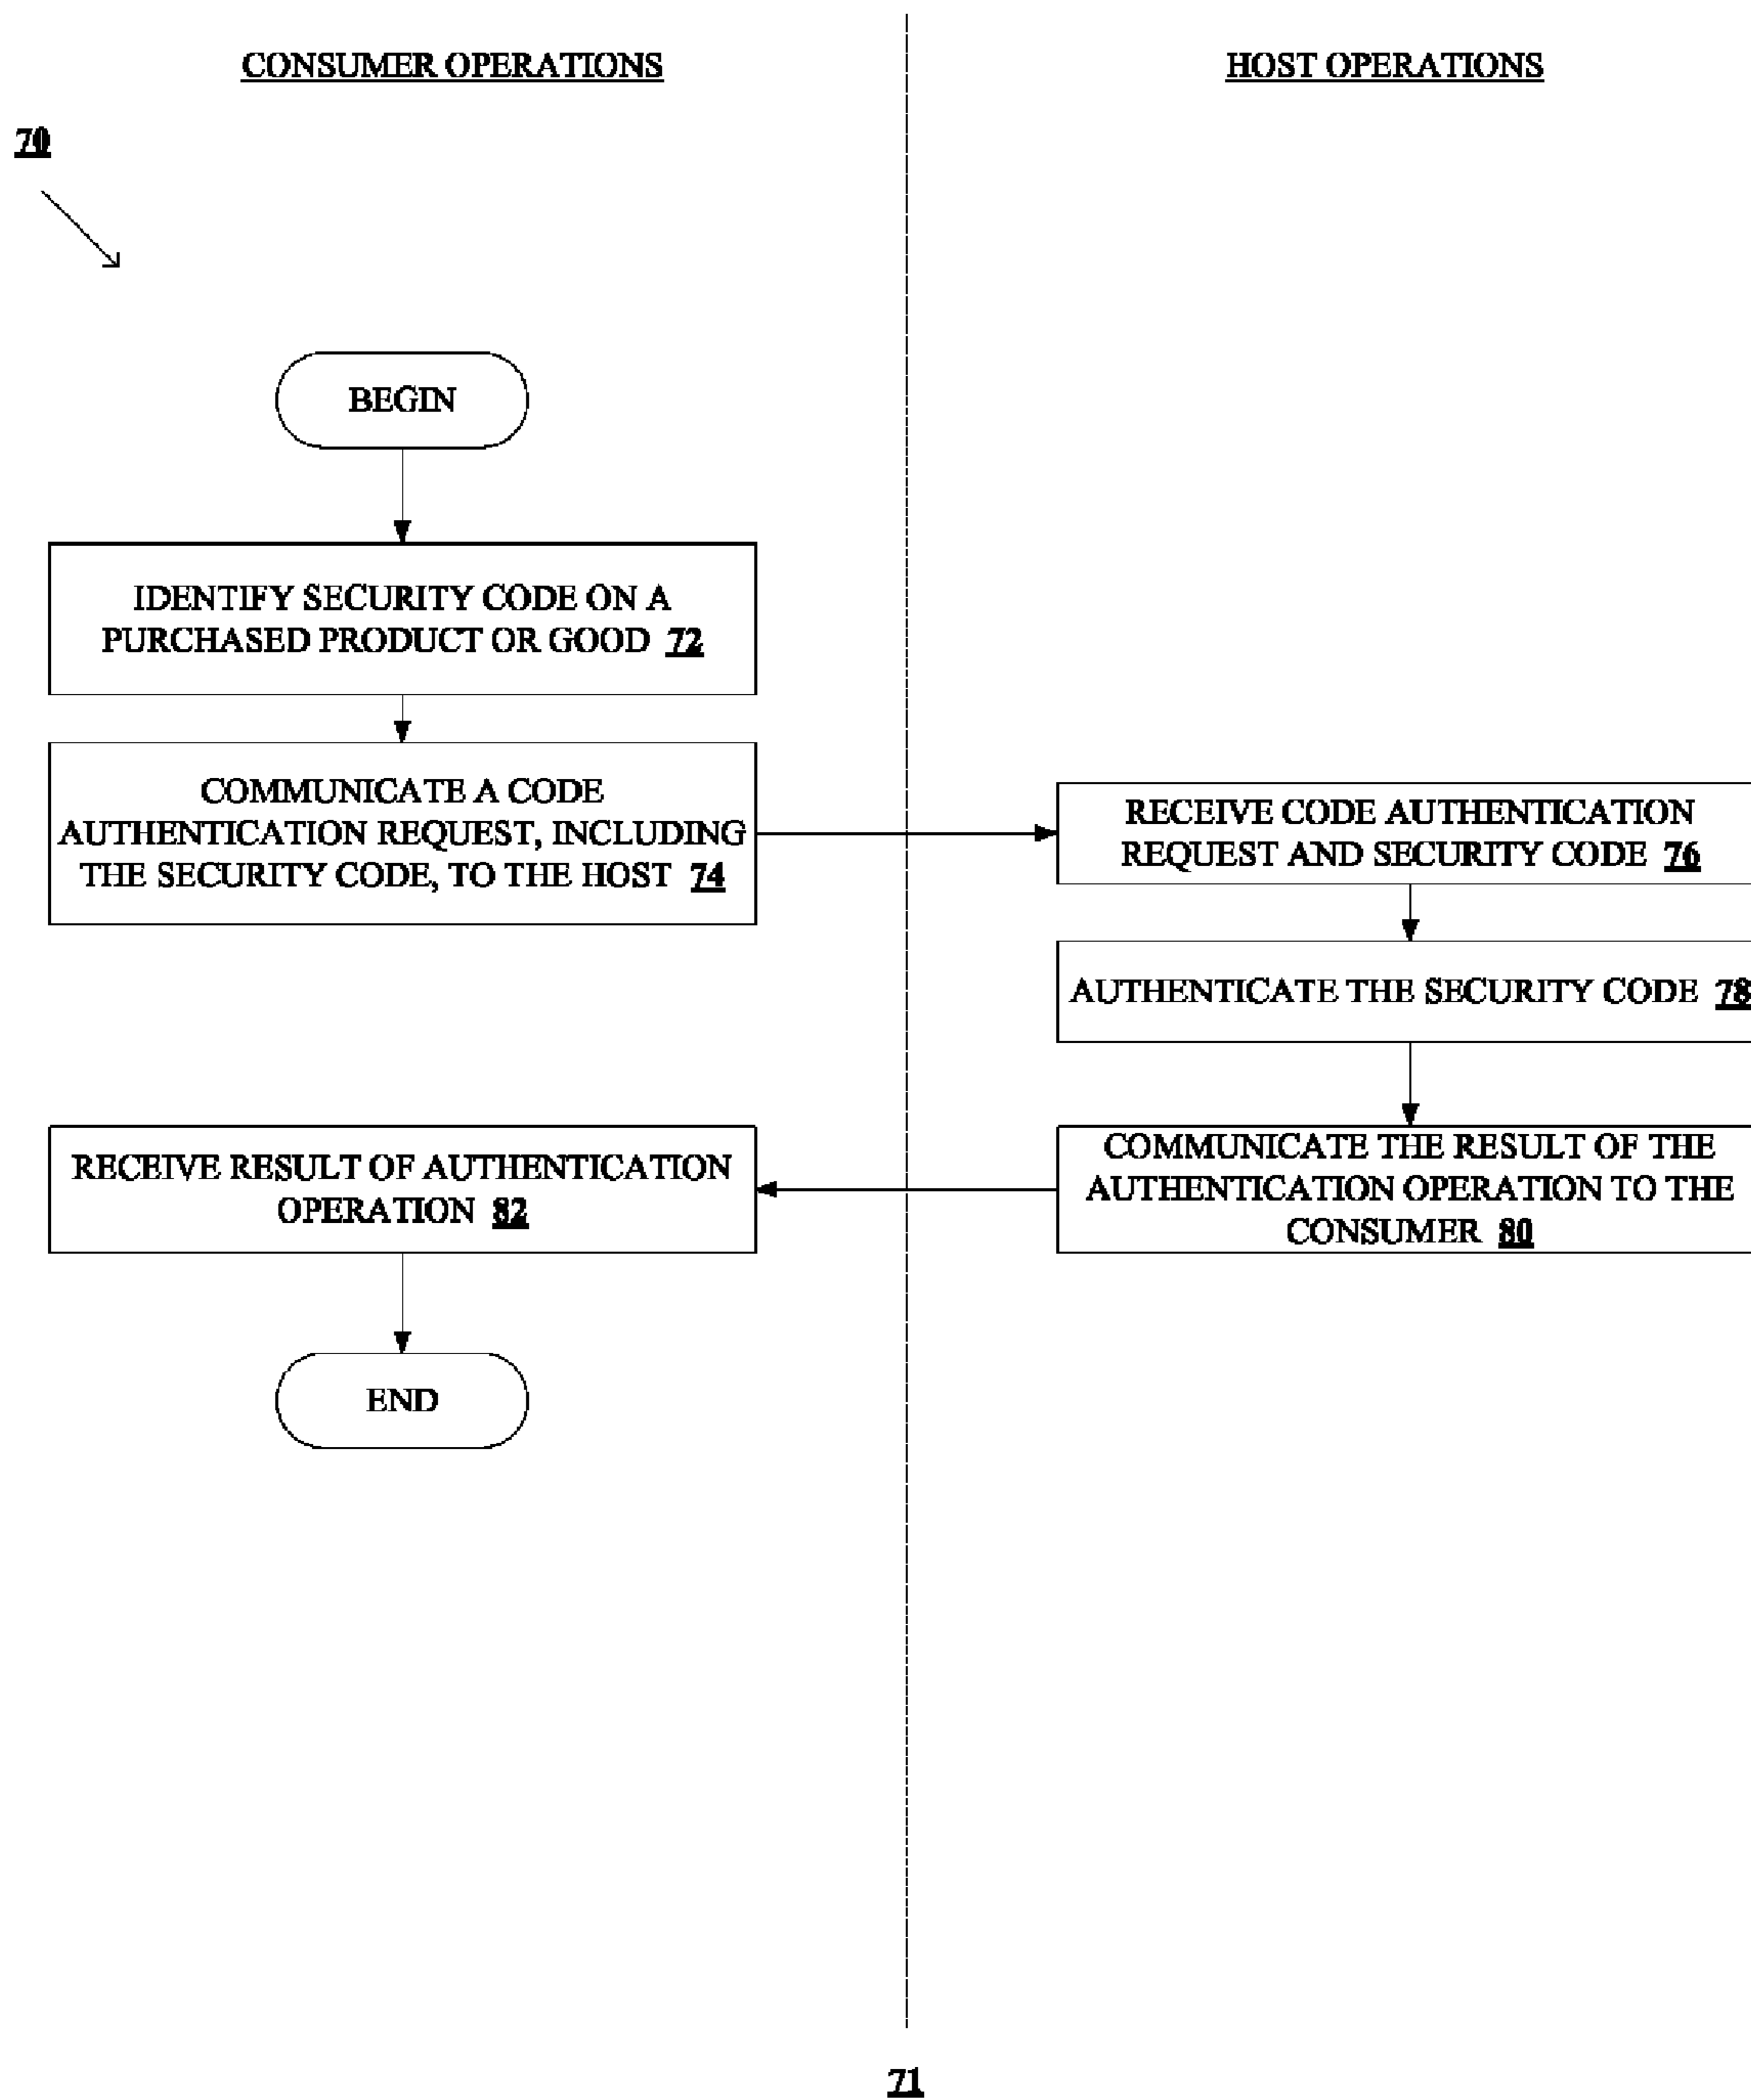 CONSUMER OPERATIONS
HOST OPERATIONS
70
BEGIN
IDENTIFY SECURITY CODE ON A
PURCHASED PRODUCT OR GOOD 72
COMMUNICATE A CODE
AUTHENTICATION REQUEST, INCLUDING
THE SECURITY CODE, TO THE HOST 74
RECEIVE CODE AUTHENTICATION
REQUEST AND SECURITY CODE 76
AUTHENTICATE THE SECURITY CODE 78
COMMUNICATE THE RESULT OF THE
AUTHENTICATION OPERATION TO THE
CONSUMER 80
RECEIVE RESULT OF AUTHENTICATION
OPERATION 82
END
71